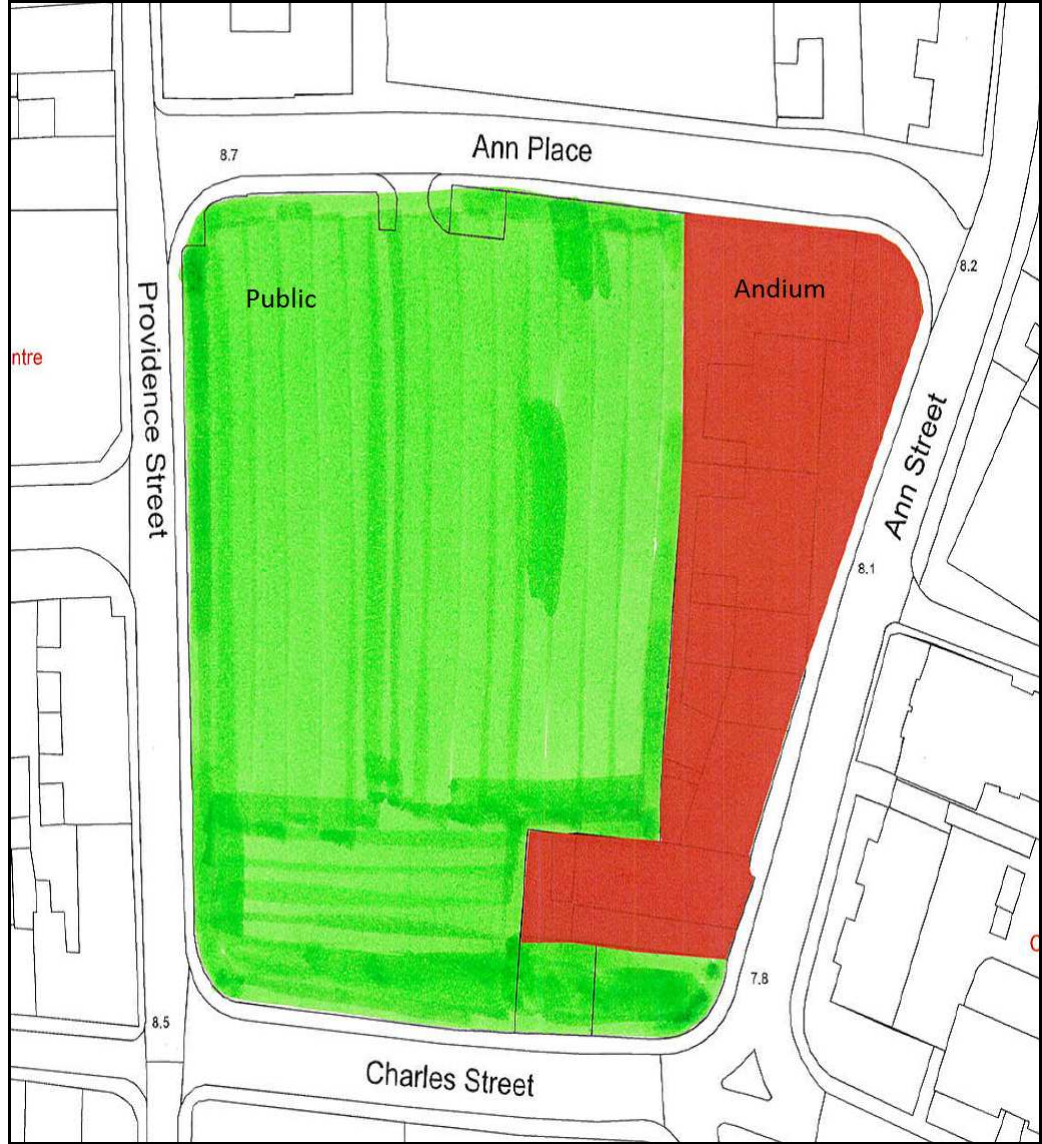 Ann Place
8.7
8.2
Public
Andium
Providence Street
ntre
Ann Street
8.1
7.8
8.5
Charles Street
C